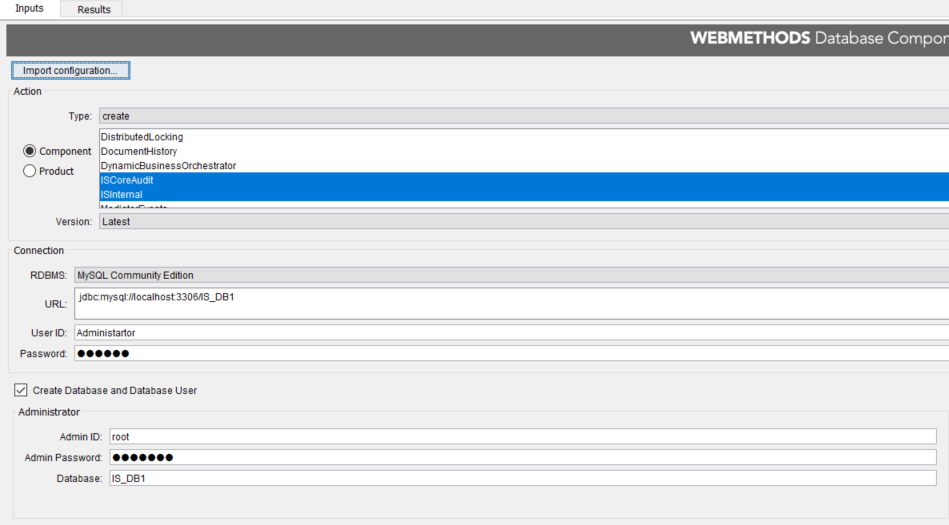 Inputs Results
WEBMETHODS Database Compon
Import configuration...
Action
Type: create
DistributedLocking
Component DocumentHistory
DynamicBusinessOrchestrator
Product
ISCoreAudit
ISInternal
MediatorEvents
Version: Latest
Connection
RDBMS: MySQL Community Edition
URL: jdbc:mysql://localhost:3306/IS_DB1
User ID: Administartor
Password: ●●●●●●
Create Database and Database User
Administrator
Admin ID: root
Admin Password: ●●●●●●●
Database: IS_DB1